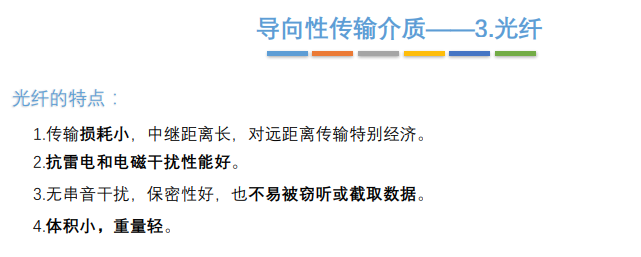 导向性传输介质——3.光纤
光纤的特点：
1.传输损耗小，中继距离长，对远距离传输特别经济。
2.抗雷电和电磁干扰性能好。
3.无串音干扰，保密性好，也不易被窃听或截取数据。
4.体积小，重量轻。